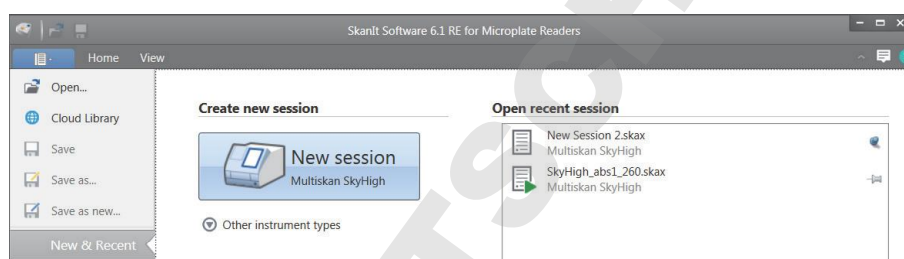 SkanIt Software 6.1 RE for Microplate Readers
Home View
Open...
Cloud Library
Save
Save as...
Save as new...
New & Recent
Create new session
New session
Multiskan SkyHigh
Other instrument types
Open recent session
New Session 2.skax
Multiskan SkyHigh
SkyHigh_abs1_260.skax
Multiskan SkyHigh